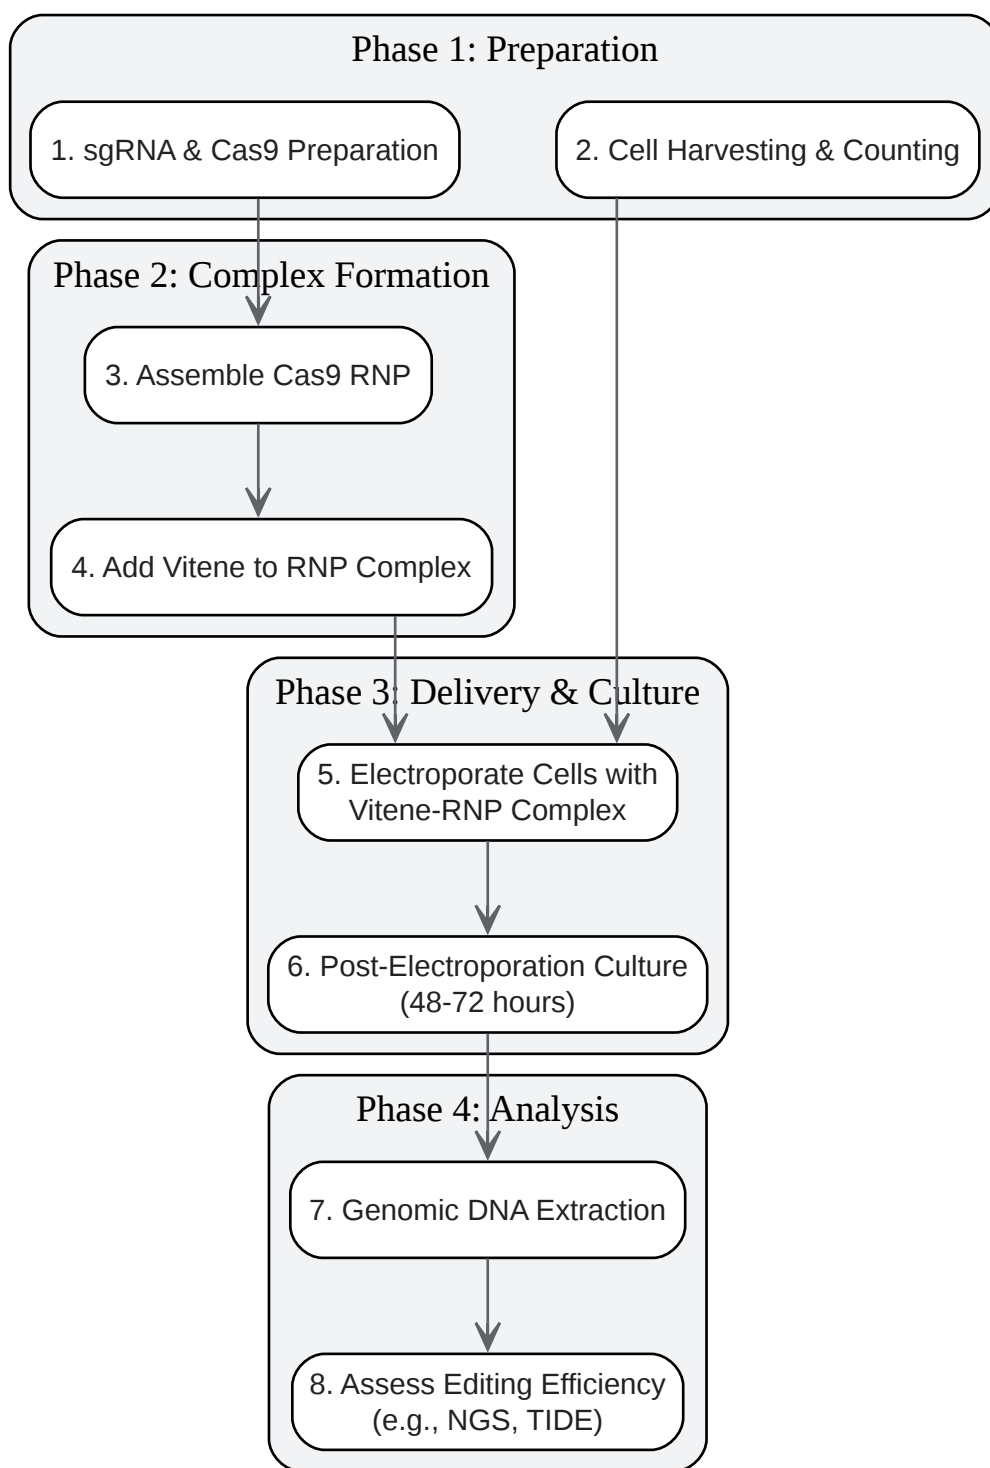 Phase 1: Preparation
1. sgRNA & Cas9 Preparation
2. Cell Harvesting & Counting
Phase 2: Complex Formation
3. Assemble Cas9 RNP
4. Add Vitene to RNP Complex
Phase 3: Delivery & Culture
5. Electroporate Cells with
Vitene-RNP Complex
6. Post-Electroporation Culture
(48-72 hours)
Phase 4: Analysis
7. Genomic DNA Extraction
8. Assess Editing Efficiency
(e.g., NGS, TIDE)